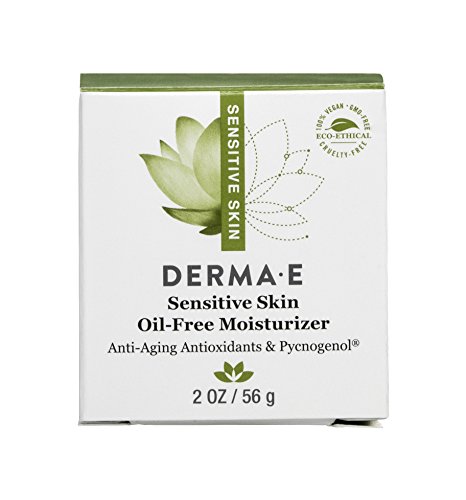 SENSITIVE SKIN
100% VEGAN • GMO-FREE
ECO-ETHICAL
CRUELTY-FREE
DERMA·E
Sensitive Skin
Oil-Free Moisturizer
Anti-Aging Antioxidants & Pycnogenol®
2 OZ / 56 g